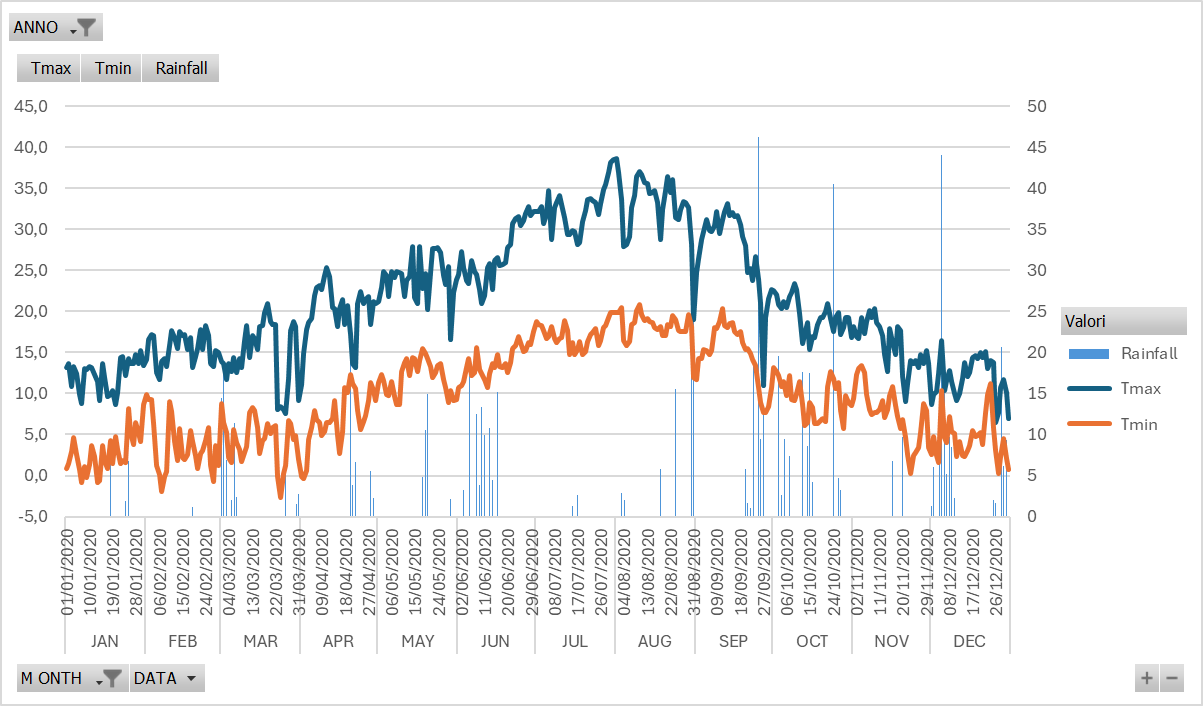 ANNO
Tmax Tmin Rainfall
45,0 50
40,0 45
35,0 40
30,0 35
25,0 30
20,0 25
15,0 20
10,0 15
5,0 10
0,0 5
-5,0 0
Valori
Rainfall
Tmax
Tmin
01/01/2020 10/01/2020 19/01/2020 28/01/2020 06/02/2020 15/02/2020 24/02/2020 04/03/2020 13/03/2020 22/03/2020 31/03/2020 09/04/2020 18/04/2020 27/04/2020 06/05/2020 15/05/2020 24/05/2020 02/06/2020 11/06/2020 20/06/2020 29/06/2020 08/07/2020 17/07/2020 26/07/2020 04/08/2020 13/08/2020 22/08/2020 31/08/2020 09/09/2020 18/09/2020 27/09/2020 06/10/2020 15/10/2020 24/10/2020 02/11/2020 11/11/2020 20/11/2020 29/11/2020 08/12/2020 17/12/2020 26/12/2020
JAN FEB MAR APR MAY JUN JUL AUG SEP OCT NOV DEC
M ONTH DATA